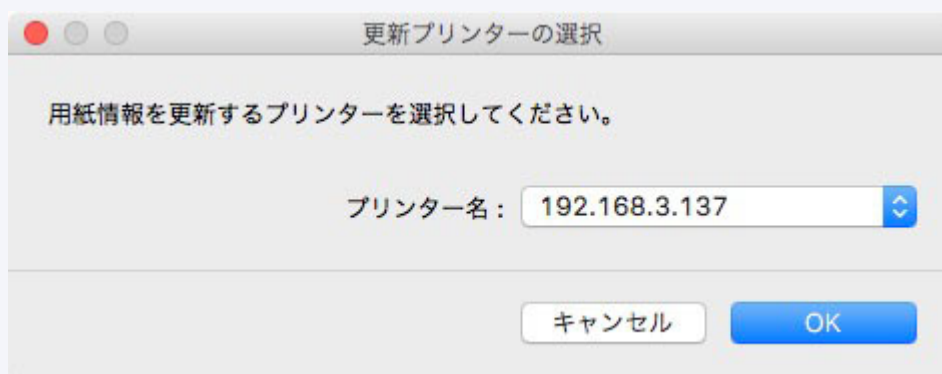 更新プリンターの選択
用紙情報を更新するプリンターを選択してください。
プリンター名： 192.168.3.137
キャンセル OK